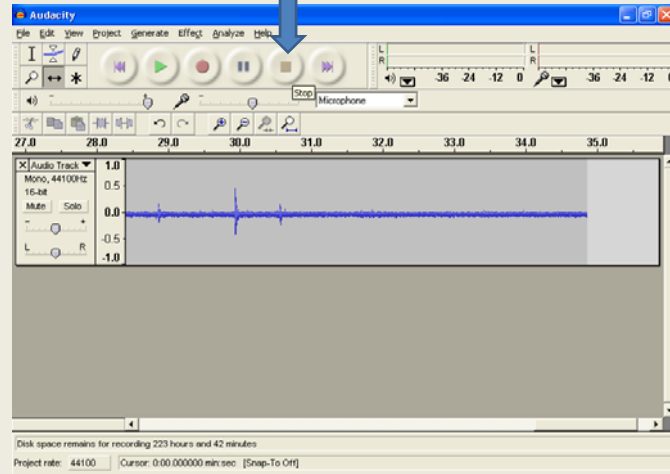 Audacity
File Edit View Project Generate Effect Analyze Help
L
R
-36 -24 -12 0
L
R
-36 -24 -12 0
Stop
Microphone
27.0 28.0 29.0 30.0 31.0 32.0 33.0 34.0 35.0
X Audio Track
Mono, 44100Hz
16-bit
Mute Solo
- +
L R
1.0
0.5
0.0
-0.5
-1.0
Disk space remains for recording 223 hours and 42 minutes
Project rate: 44100 Cursor: 0:00.000000 min:sec [Snap-To Off]